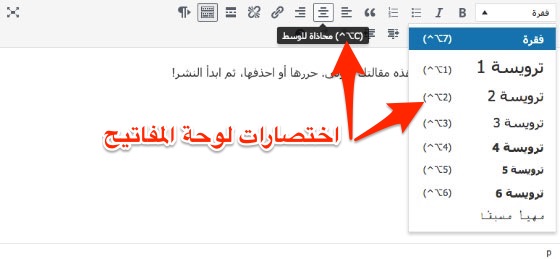 فقرة
B I
محاذاة للوسط (^⌥C)
فقرة (^⌥7)
هذه مقالتك الأولى. حررها أو احذفها، ثم ابدأ النشر!
ترويسة 1 (^⌥1)
ترويسة 2 (^⌥2)
ترويسة 3 (^⌥3)
ترويسة 4 (^⌥4)
ترويسة 5 (^⌥5)
ترويسة 6 (^⌥6)
مهيأ مسبقا
اختصارات لوحة المفاتيح
p